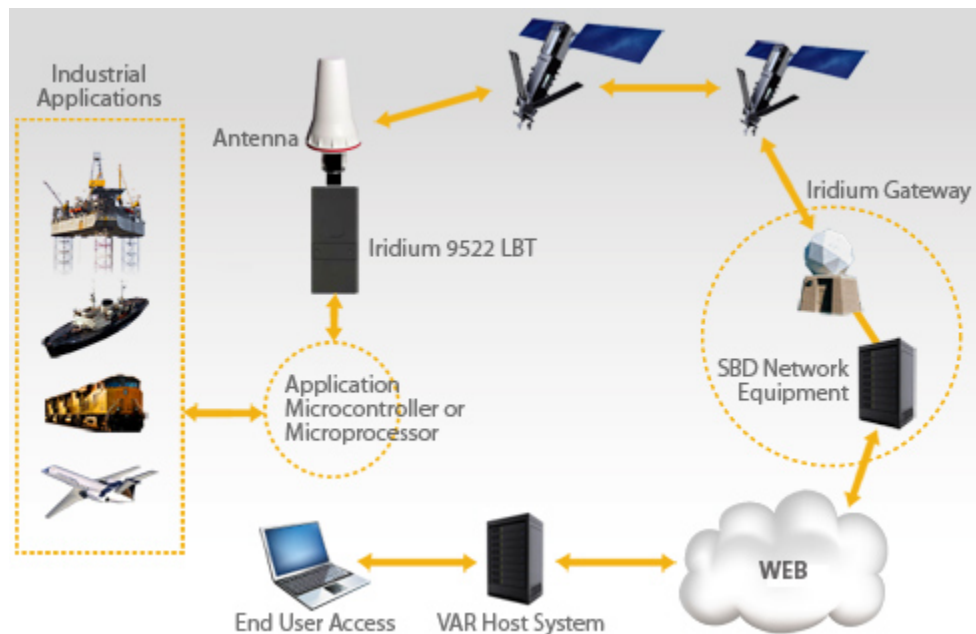 Industrial
Applications
Antenna
Iridium 9522 LBT
Iridium Gateway
SBD Network
Equipment
Application
Microcontroller or
Microprocessor
WEB
End User Access
VAR Host System